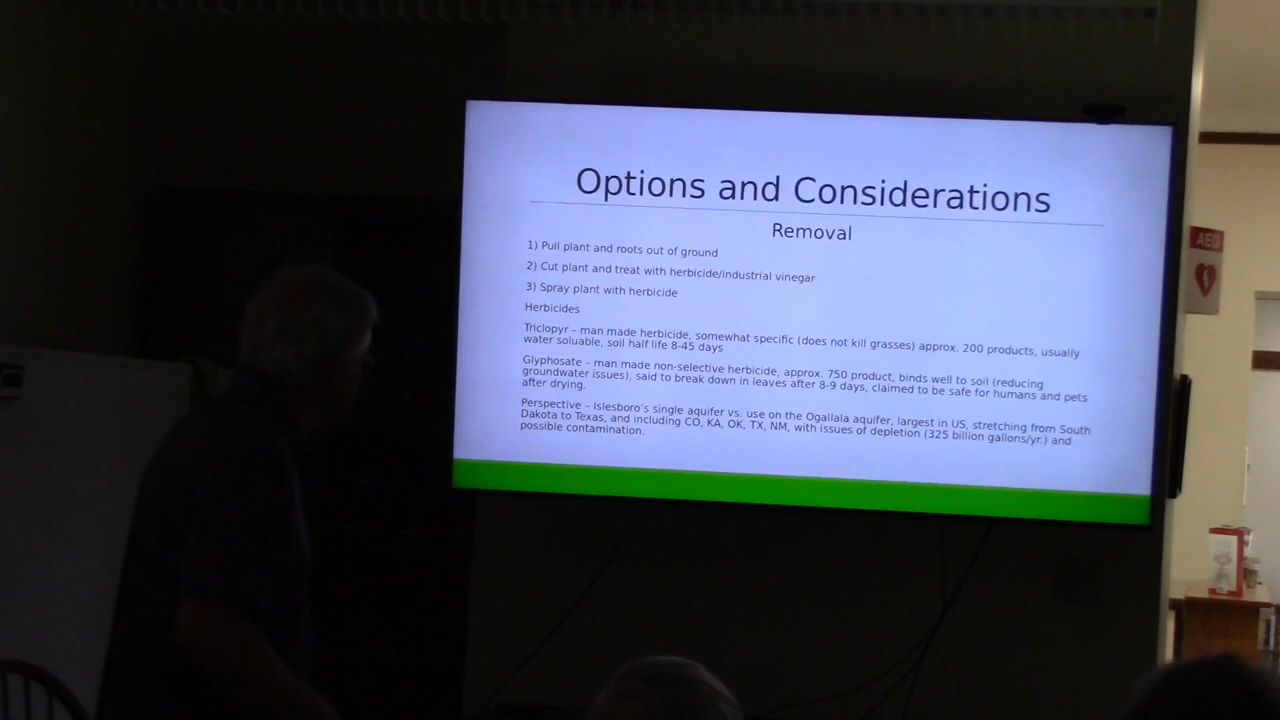 Options and Considerations
Removal
1) Pull plant and roots out of ground
2) Cut plant and treat with herbicide/industrial vinegar
3) Spray plant with herbicide
Herbicides
Triclopyr – man made herbicide, somewhat specific (does not kill grasses) approx. 200 products, usually
water soluable, soil half life 8-45 days
Glyphosate – man made non-selective herbicide, approx. 750 product, binds well to soil (reducing
groundwater issues), said to break down in leaves after 8-9 days, claimed to be safe for humans and pets
after drying.
Perspective – Islesboro's single aquifer vs. use on the Ogallala aquifer, largest in US, stretching from South
Dakota to Texas, and including CO, KA, OK, TX, NM, with issues of depletion (325 billion gallons/yr.) and
possible contamination.
AED